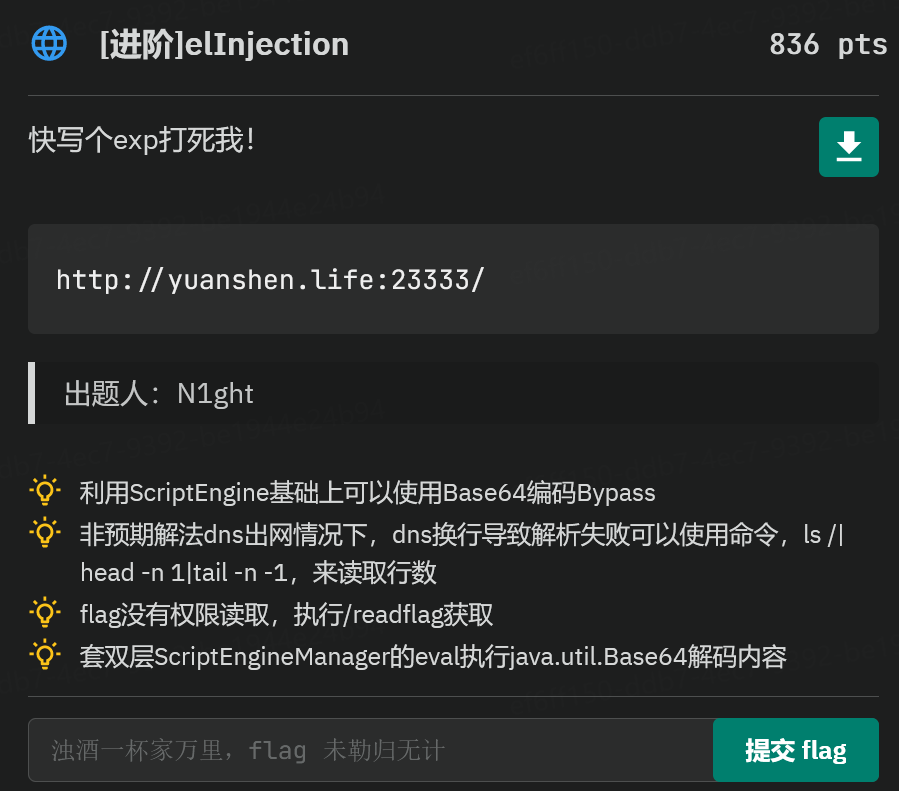 [进阶]elInjection
836 pts
快写个exp打死我！
http://yuanshen.life:23333/
出题人：N1ght
利用ScriptEngine基础上可以使用Base64编码Bypass
非预期解法dns出网情况下，dns换行导致解析失败可以使用命令，ls /|
head -n 1|tail -n -1，来读取行数
flag没有权限读取，执行/readflag获取
套双层ScriptEngineManager的eval执行java.util.Base64解码内容
浊酒一杯家万里，flag 未勒归无计
提交 flag